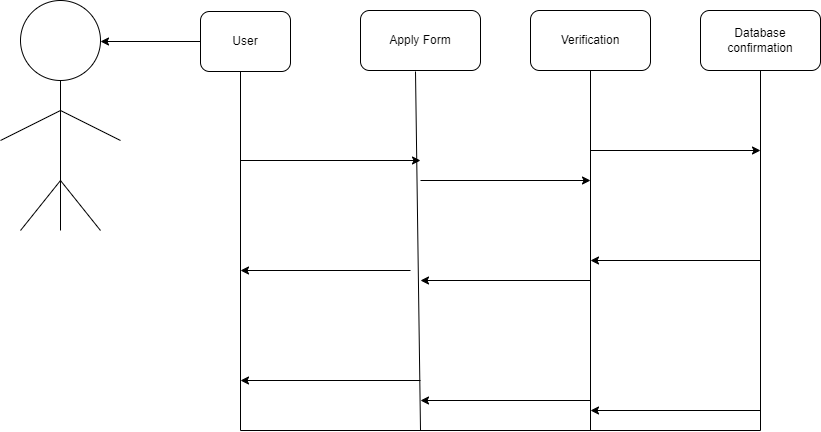 User
Apply Form
Verification
Database
confirmation